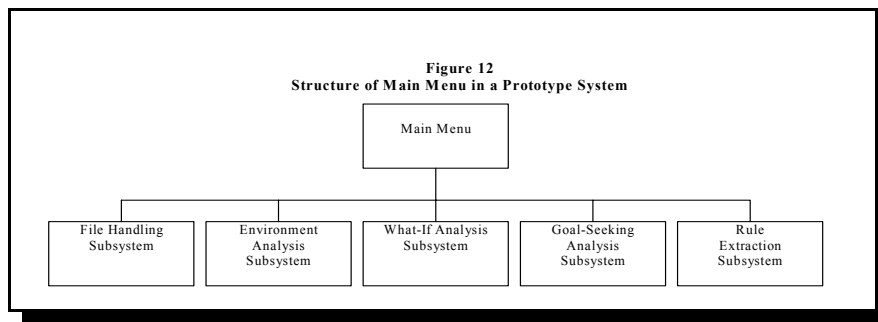 Figure 12
Structure of Main Menu in a Prototype System
Main Menu
File Handling
Subsystem
Environment
Analysis
Subsystem
What-If Analysis
Subsystem
Goal-Seeking
Analysis
Subsystem
Rule
Extraction
Subsystem